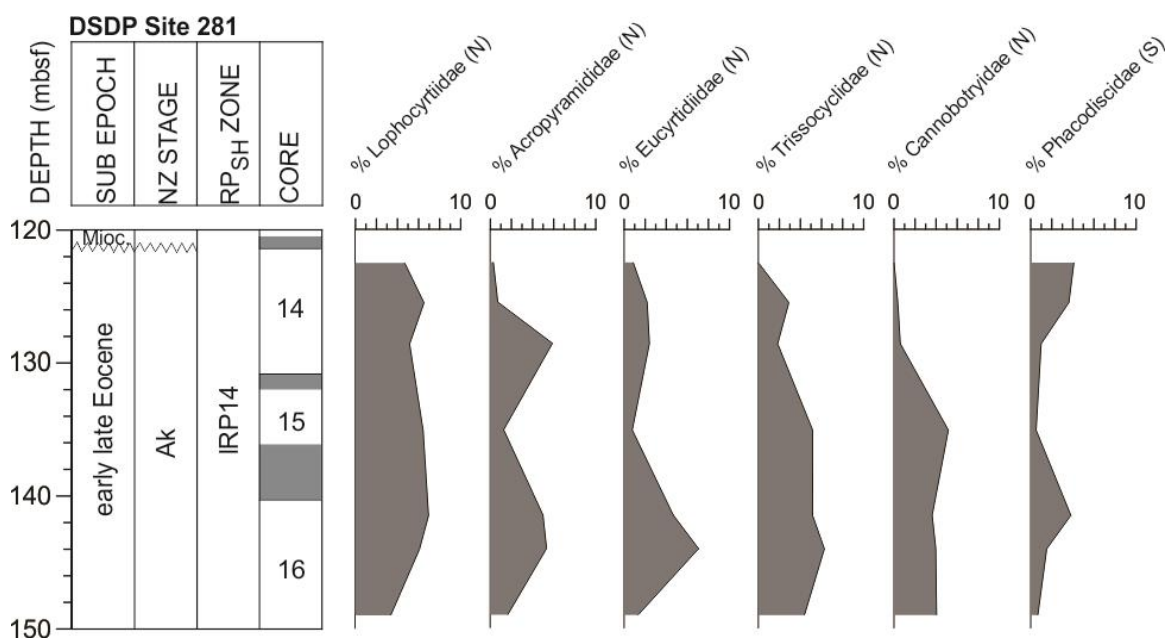 DSDP Site 281
DEPTH (mbsf)
SUB EPOCH
NZ STAGE
RPSH ZONE
CORE
% Lophocyrtiidae (N)
% Acropyramididae (N)
% Eucyrtidiidae (N)
% Trissocyclidae (N)
% Cannobotryidae (N)
% Phacodiscidae (S)
0 10 0 10 0 10 0 10 0 10 0 10
120
Mioc.
14
130
early late Eocene
Ak
IRP14
15
140
16
150